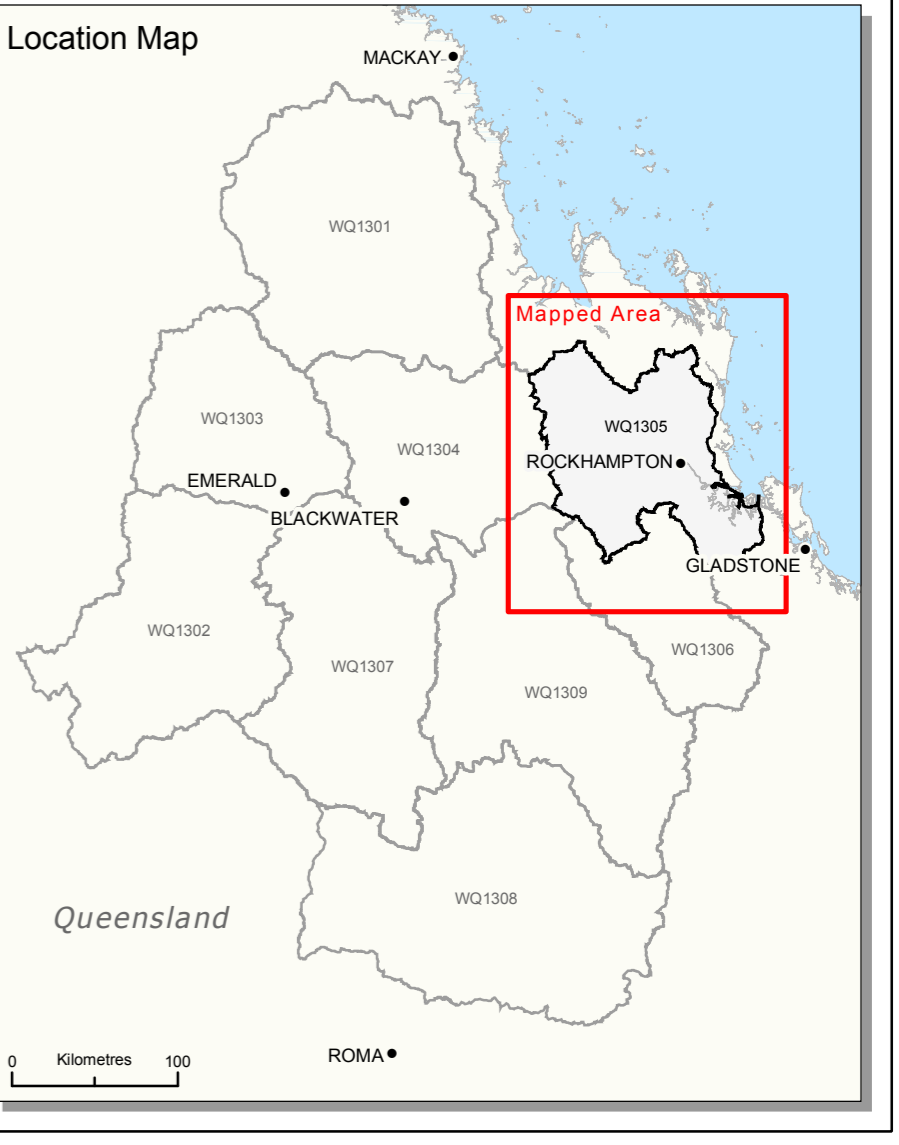 Location Map
MACKAY
WQ1301
Mapped Area
WQ1303
WQ1304
WQ1305
ROCKHAMPTON
EMERALD
BLACKWATER
GLADSTONE
WQ1302
WQ1307
WQ1306
WQ1309
WQ1308
Queensland
ROMA
0 Kilometres 100